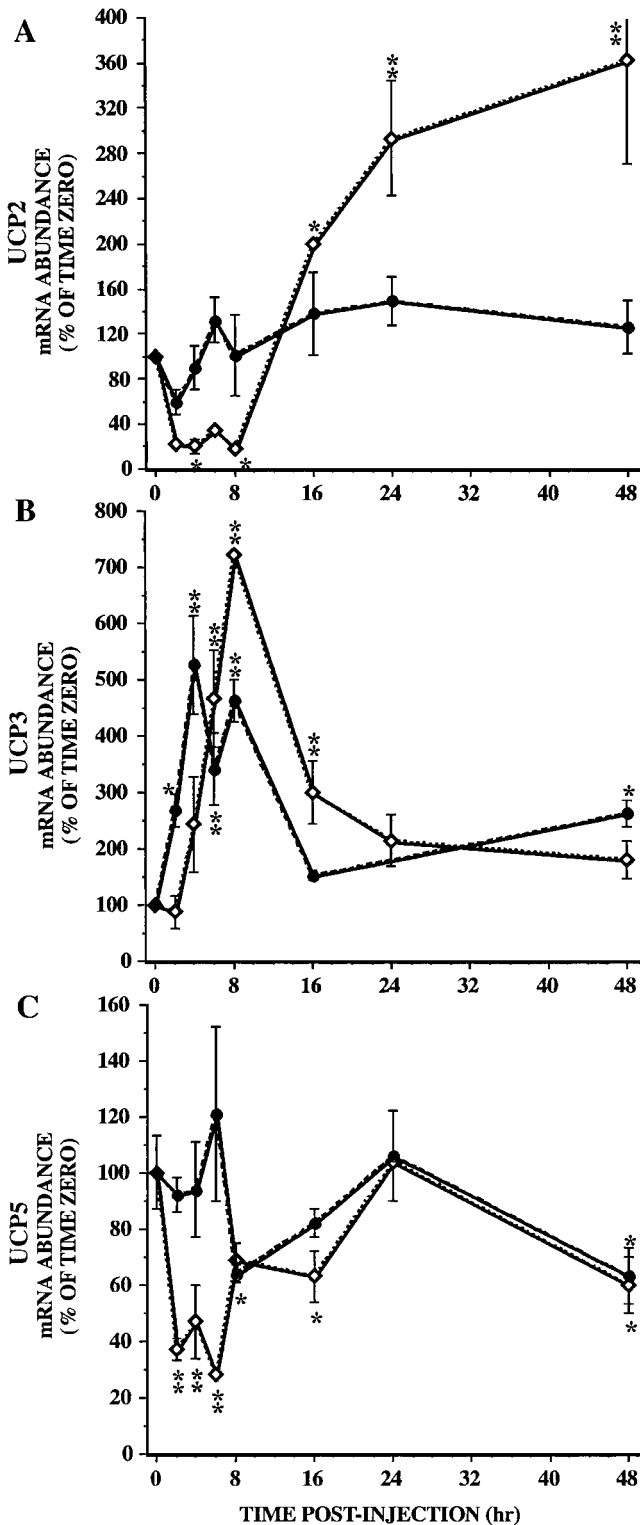 A
UCP2
mRNA ABUNDANCE
( % OF TIME ZERO)
400
360
320
280
240
200
160
120
80
40
0
** ** * * *
0 8 16 24 32 40 48
B
UCP3
mRNA ABUNDANCE
(% OF TIME ZERO)
800
700
600
500
400
300
200
100
0
* ** ** ** ** ** ** *
0 8 16 24 32 40 48
C
UCP5
mRNA ABUNDANCE
(% OF TIME ZERO)
160
140
120
100
80
60
40
20
0
** ** ** * * * *
0 8 16 24 32 40 48
TIME POST-INJECTION (hr)